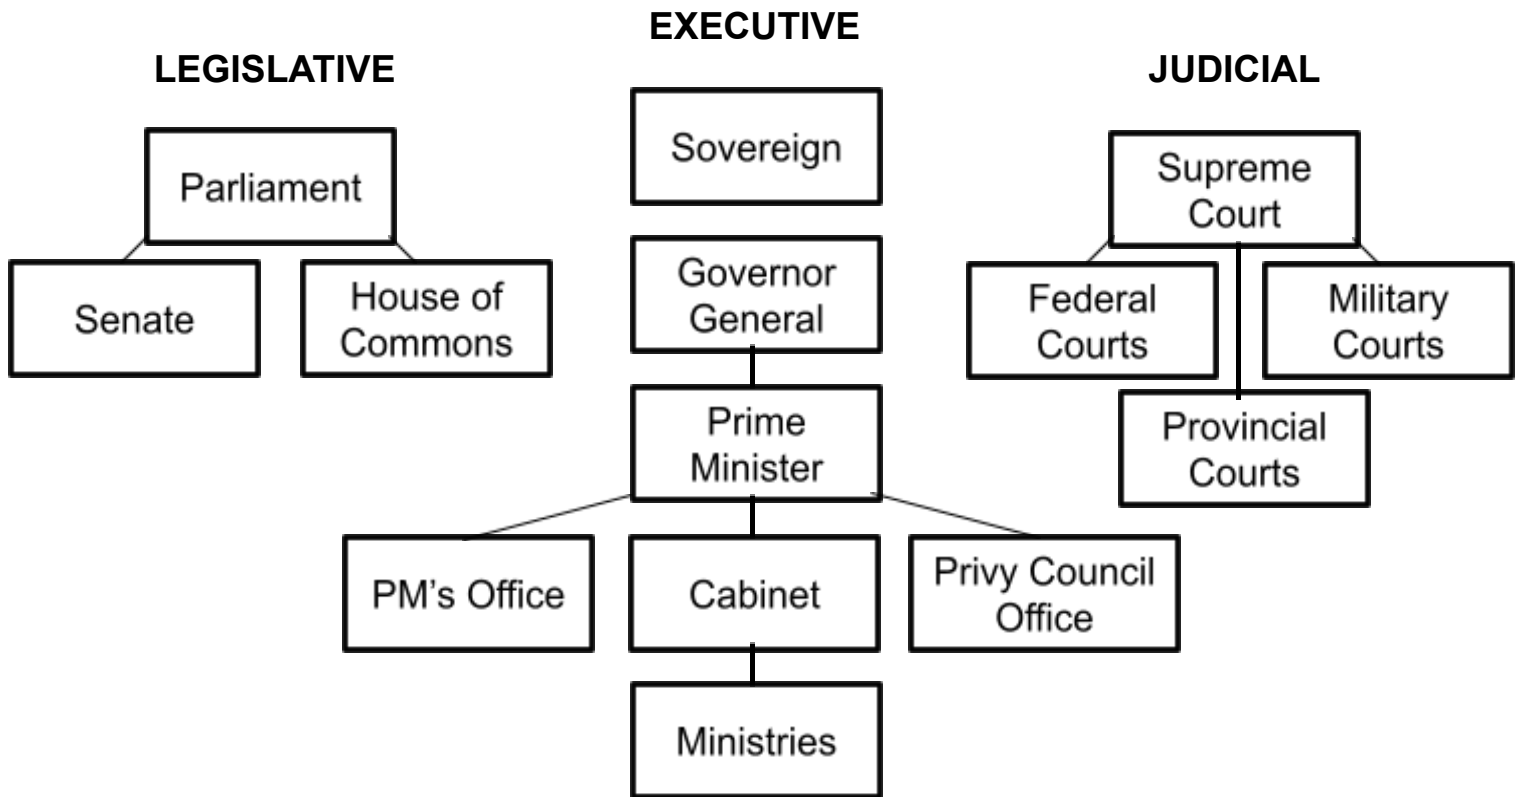 EXECUTIVE
LEGISLATIVE
JUDICIAL
Parliament
Senate
House of
Commons
Sovereign
Governor
General
Prime
Minister
PM's Office
Cabinet
Privy Council
Office
Ministries
Supreme
Court
Federal
Courts
Military
Courts
Provincial
Courts